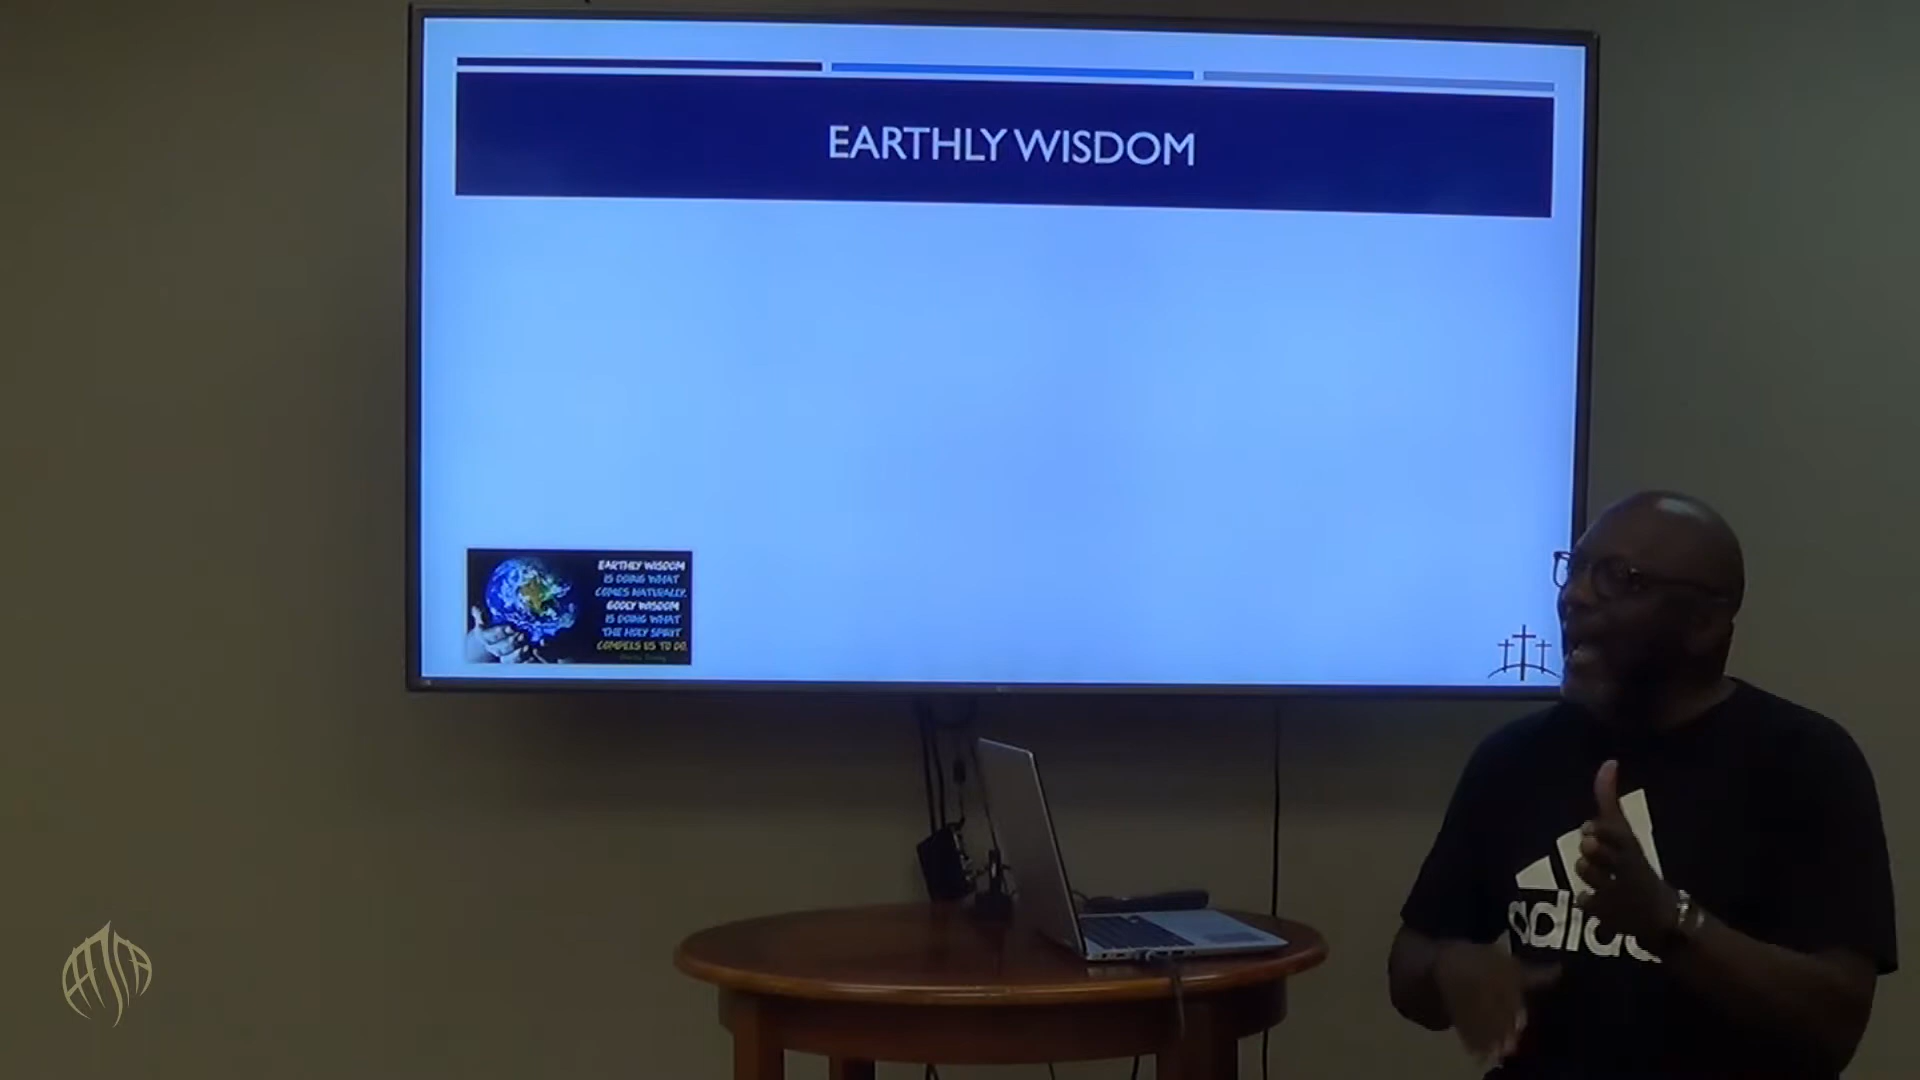 EARTHLY WISDOM
EARTHLY WISDOM
IS DOING WHAT
COMES NATURALLY.
GODLY WISDOM
IS DOING WHAT
THE HOLY SPIRIT
COMPELS US TO DO.
adidas